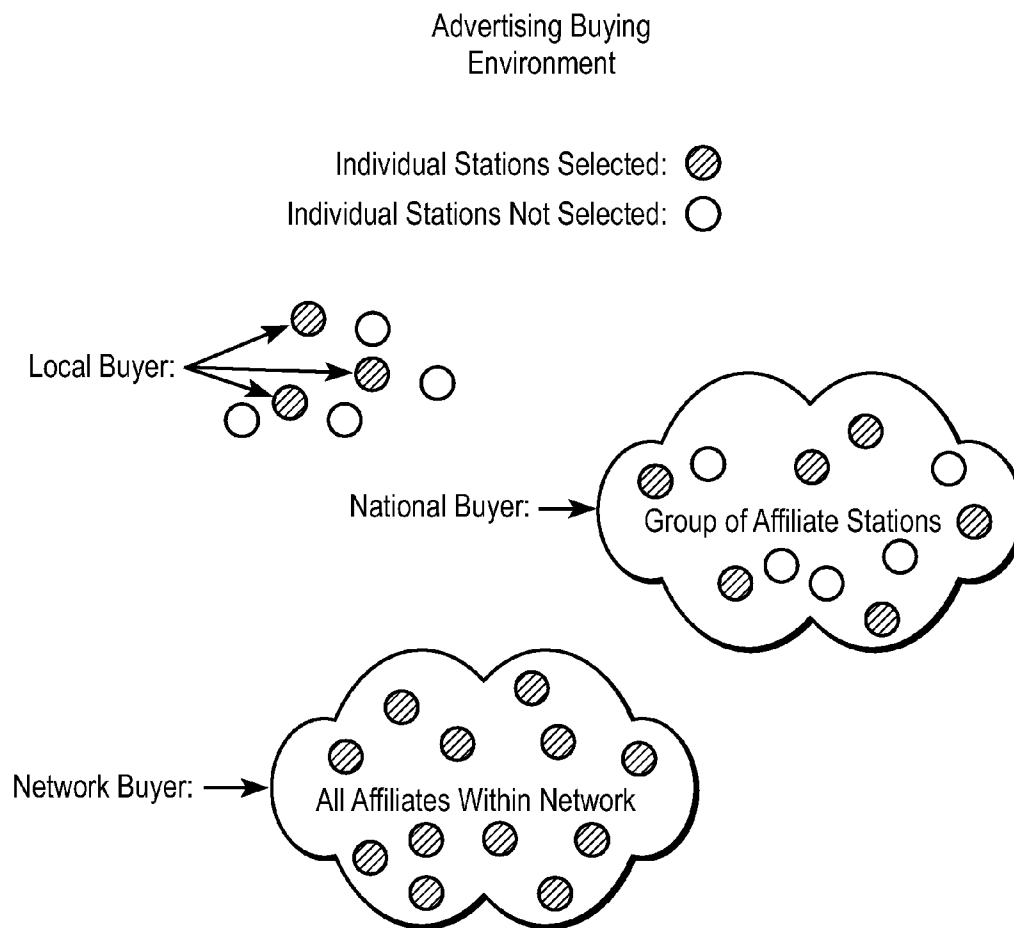 Advertising Buying
Environment
Individual Stations Selected:
Individual Stations Not Selected:
Local Buyer:
National Buyer:
Group of Affiliate Stations
Network Buyer:
All Affiliates Within Network